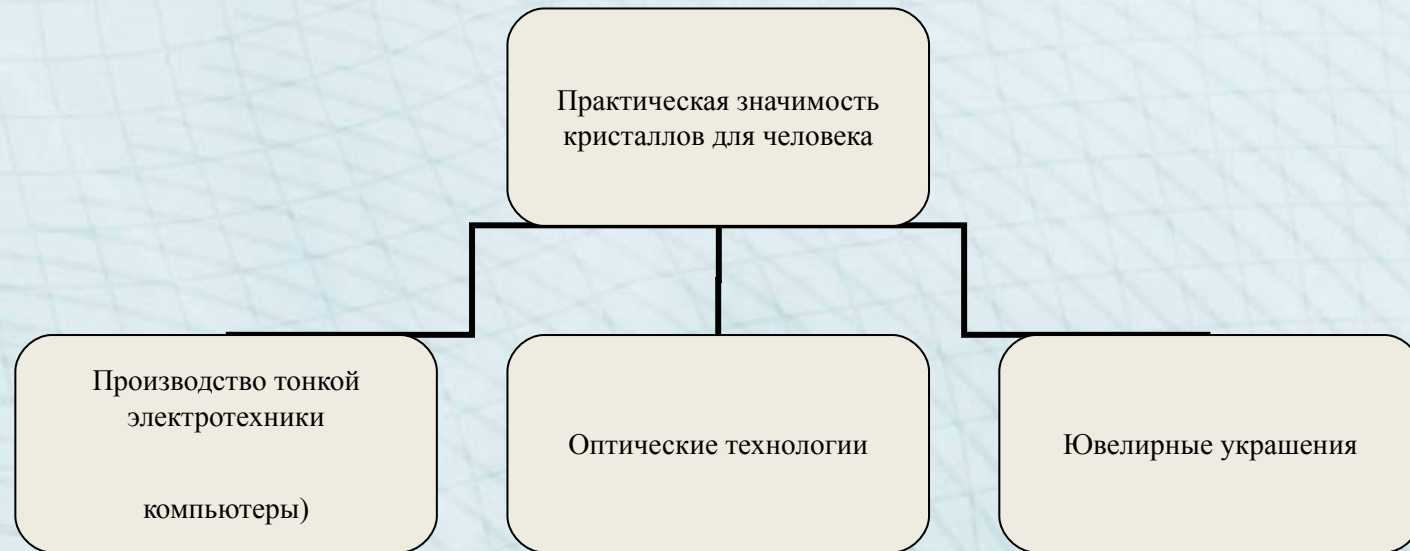 Практическая значимость
кристаллов для человека
Производство тонкой
электротехники
компьютеры)
Оптические технологии
Ювелирные украшения